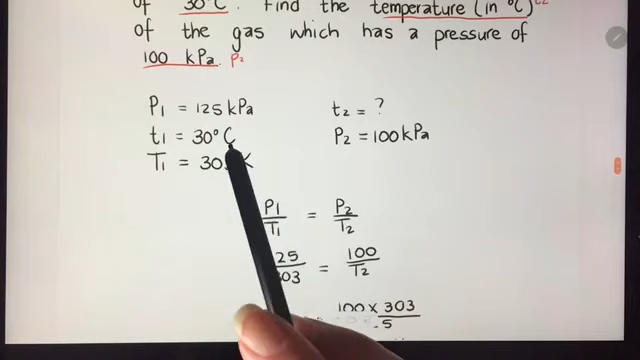 of 30°C. Find the temperature (in °C) t2
of the gas which has a pressure of
100 kPa. P2
P1 = 125 kPa
t1 = 30°C
T1 = 30 K
t2 = ?
P2 = 100 kPa
P1/T1 = P2/T2
25/303 = 100/T2
100 x 303
.5